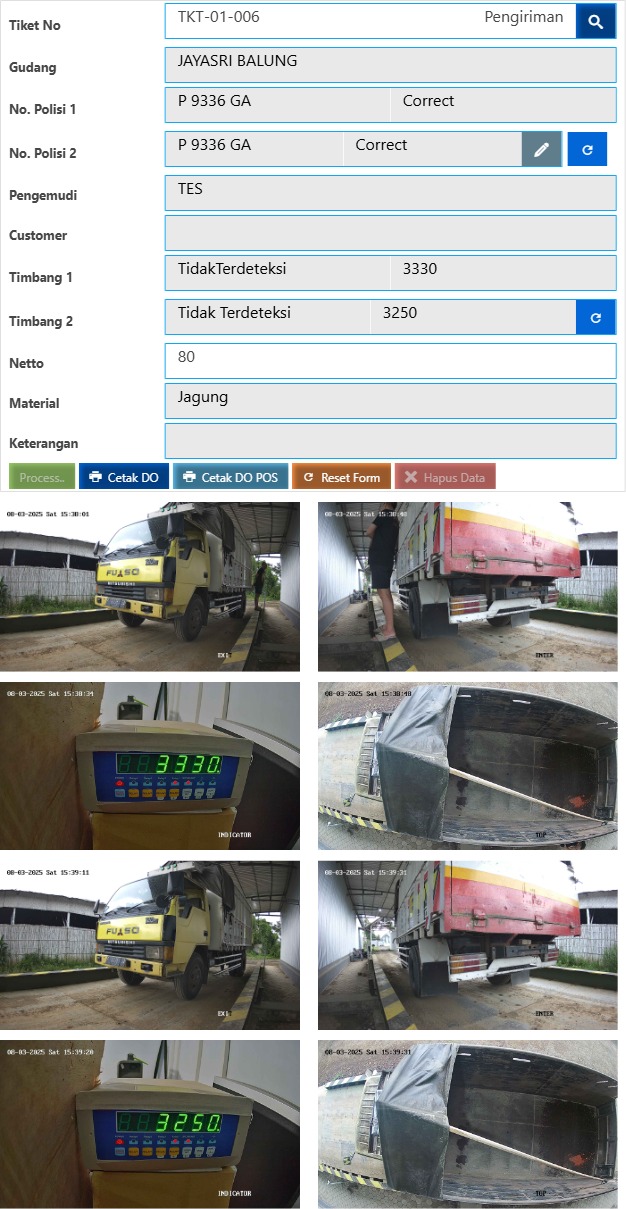 Tiket No TKT-01-006 Pengiriman
Gudang JAYASRI BALUNG
No. Polisi 1 P 9336 GA Correct
No. Polisi 2 P 9336 GA Correct
Pengemudi TES
Customer
Timbang 1 TidakTerdeteksi 3330
Timbang 2 Tidak Terdeteksi 3250
Netto 80
Material Jagung
Keterangan
Process.. Cetak DO Cetak DO POS Reset Form Hapus Data
08-03-2025 Sat 15:38:01
FUSO
EXIT
08-03-2025 Sat 15:38:48
ENTER
08-03-2025 Sat 15:38:34
3330.
INDICATOR
08-03-2025 Sat 15:38:48
TOP
08-03-2025 Sat 15:39:11
FUSO
EXIT
08-03-2025 Sat 15:39:31
ENTER
08-03-2025 Sat 15:39:20
3250.
INDICATOR
08-03-2025 Sat 15:39:31
TOP